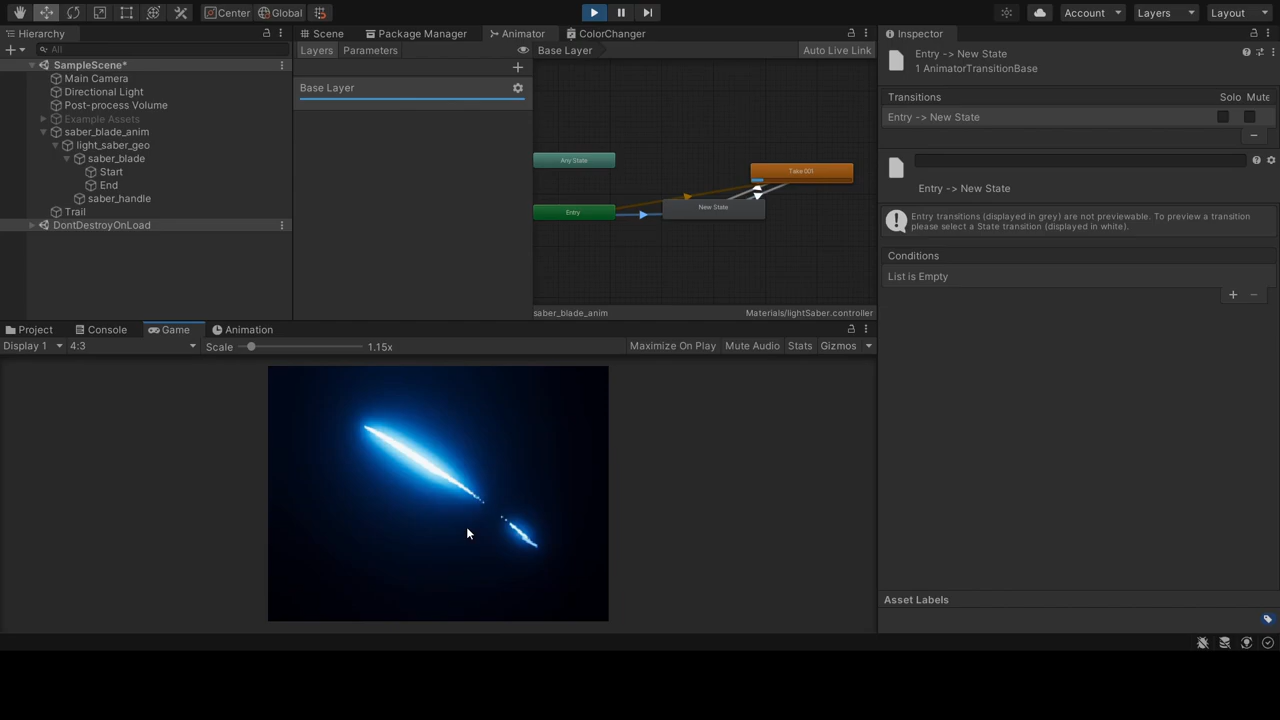 Center Global Account Layers Layout
Hierarchy Scene Package Manager Animator ColorChanger Inspector
All
Layers Parameters Base Layer Auto Live Link
Entry -> New State
1 AnimatorTransitionBase
SampleScene*
Main Camera
Directional Light
Post-process Volume
Example Assets
saber_blade_anim
light_saber_geo
saber_blade
Start
End
saber_handle
Trail
DontDestroyOnLoad
Base Layer
Any State
Take 001
Entry
New State
saber_blade_anim Materials/lightSaber.controller
Transitions Solo Mute
Entry -> New State
Entry -> New State
Entry transitions (displayed in grey) are not previewable. To preview a transition
please select a State transition (displayed in white).
Conditions
List is Empty
Project Console Game Animation
Display 1 4:3 Scale 1.15x Maximize On Play Mute Audio Stats Gizmos
Asset Labels